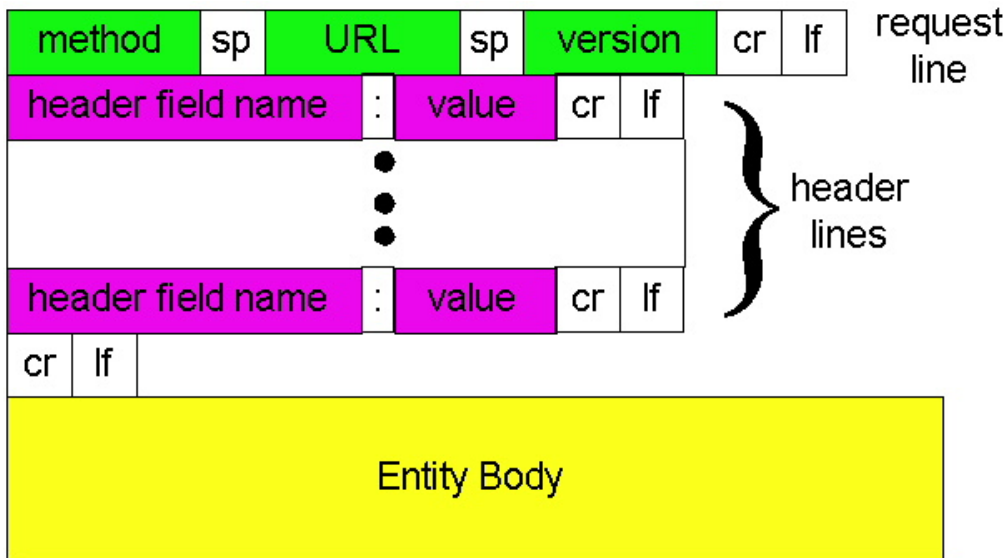 method sp URL sp version cr lf
request
line
header field name : value cr lf
header
lines
header field name : value cr lf
cr lf
Entity Body